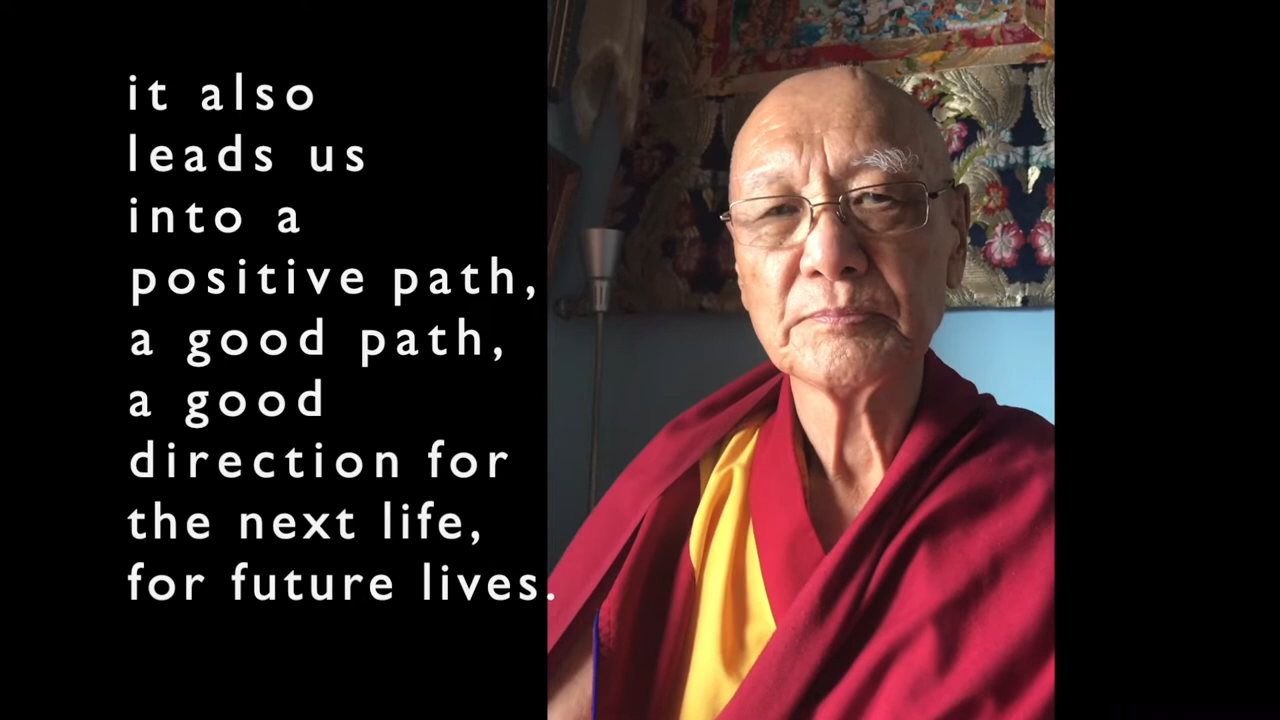 it also
leads us
into a
positive path,
a good path,
a good
direction for
the next life,
for future lives.